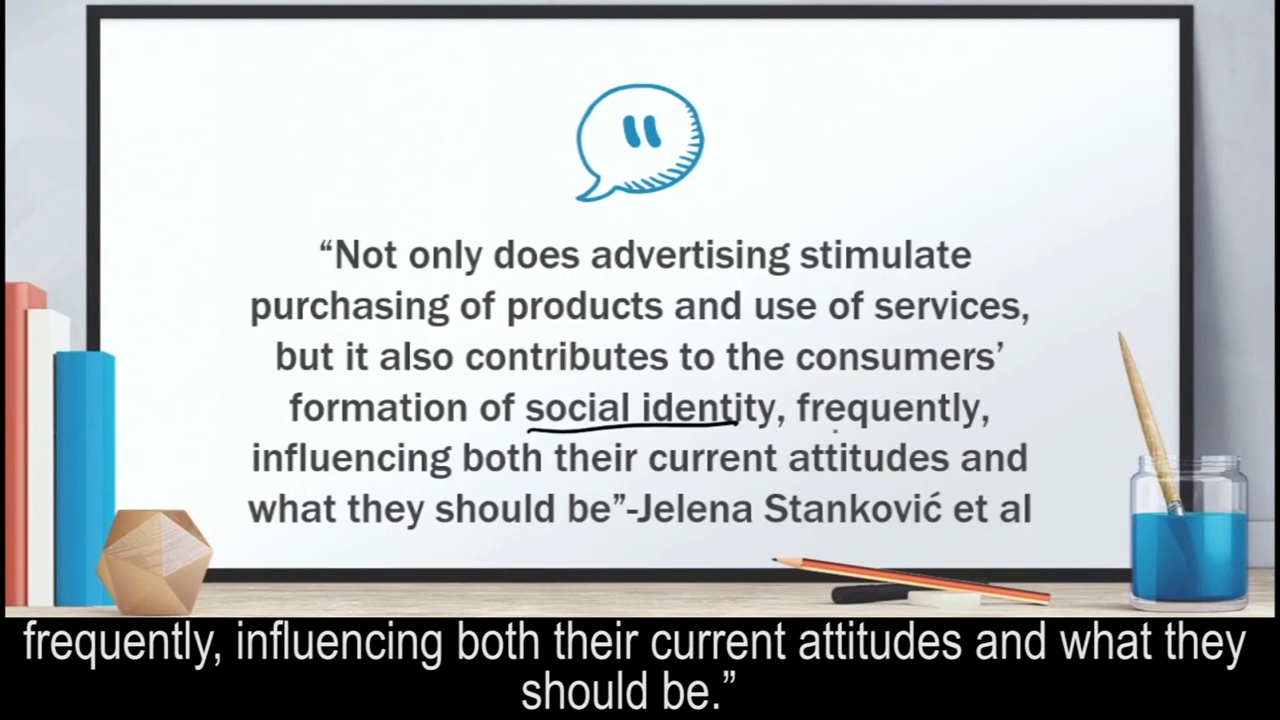 “Not only does advertising stimulate
purchasing of products and use of services,
but it also contributes to the consumers’
formation of social identity, frequently,
influencing both their current attitudes and
what they should be”-Jelena Stanković et al
frequently, influencing both their current attitudes and what they
should be.”